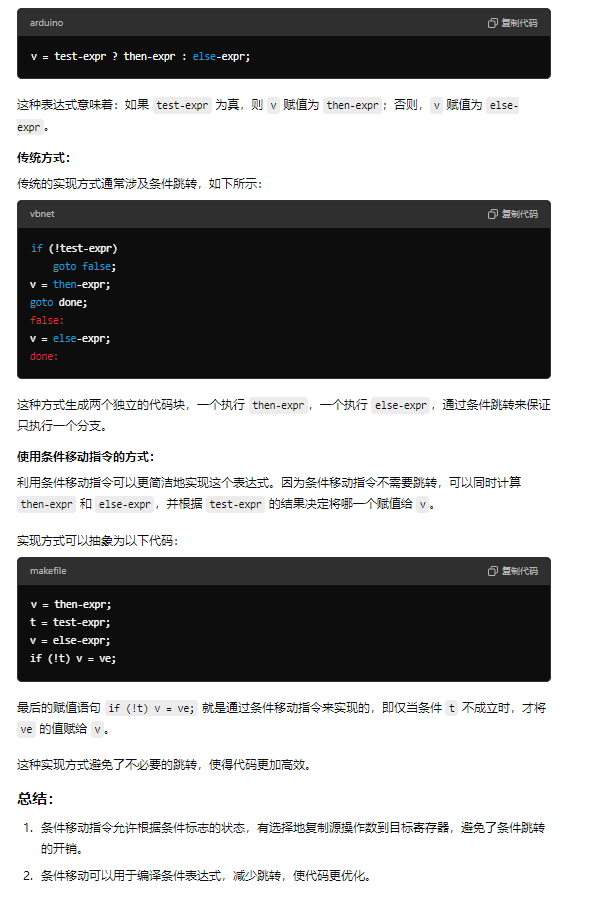 arduino 复制代码
v = test-expr ? then-expr : else-expr;
这种表达式意味着：如果 test-expr 为真，则 v 赋值为 then-expr；否则，v 赋值为 else-
expr。
传统方式：
传统的实现方式通常涉及条件跳转，如下所示：
vbnet 复制代码
if (!test-expr)
goto false;
v = then-expr;
goto done;
false:
v = else-expr;
done:
这种方式生成两个独立的代码块，一个执行 then-expr，一个执行 else-expr，通过条件跳转来保证
只执行一个分支。
使用条件移动指令的方式：
利用条件移动指令可以更简洁地实现这个表达式。因为条件移动指令不需要跳转，可以同时计算
then-expr 和 else-expr，并根据 test-expr 的结果决定将哪一个赋值给 v。
实现方式可以抽象为以下代码：
makefile 复制代码
v = then-expr;
t = test-expr;
v = else-expr;
if (!t) v = ve;
最后的赋值语句 if (!t) v = ve; 就是通过条件移动指令来实现的，即仅当条件 t 不成立时，才将
ve 的值赋给 v。
这种实现方式避免了不必要的跳转，使得代码更加高效。
总结：
1. 条件移动指令允许根据条件标志的状态，有选择地复制源操作数到目标寄存器，避免了条件跳转
的开销。
2. 条件移动可以用于编译条件表达式，减少跳转，使代码更优化。